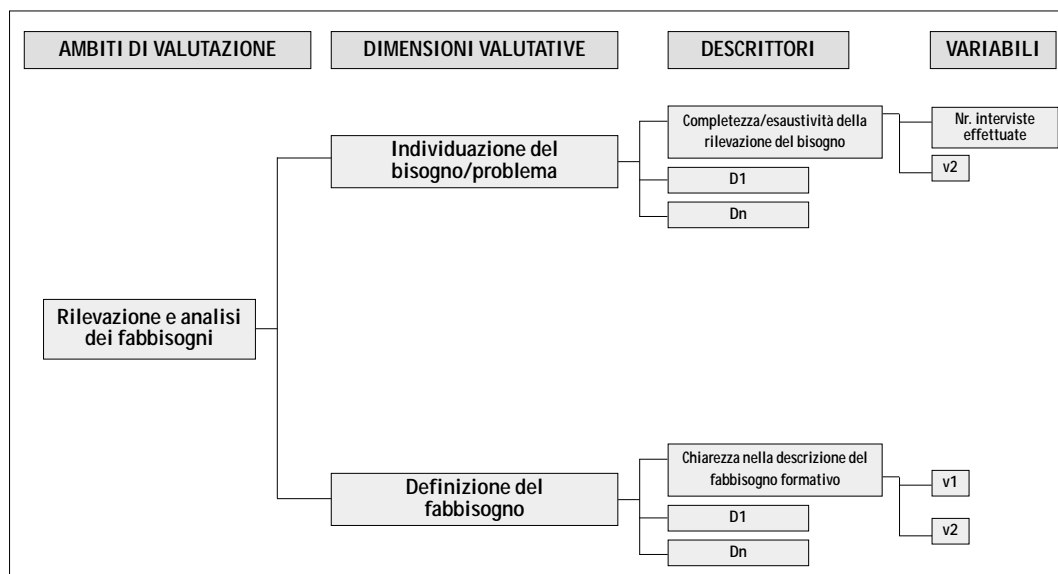 AMBITI DI VALUTAZIONE
DIMENSIONI VALUTATIVE
DESCRITTORI
VARIABILI
Rilevazione e analisi
dei fabbisogni
Individuazione del
bisogno/problema
Completezza/esaustività della
rilevazione del bisogno
Nr. interviste
effettuate
v2
D1
Dn
Definizione del
fabbisogno
Chiarezza nella descrizione del
fabbisogno formativo
v1
v2
D1
Dn